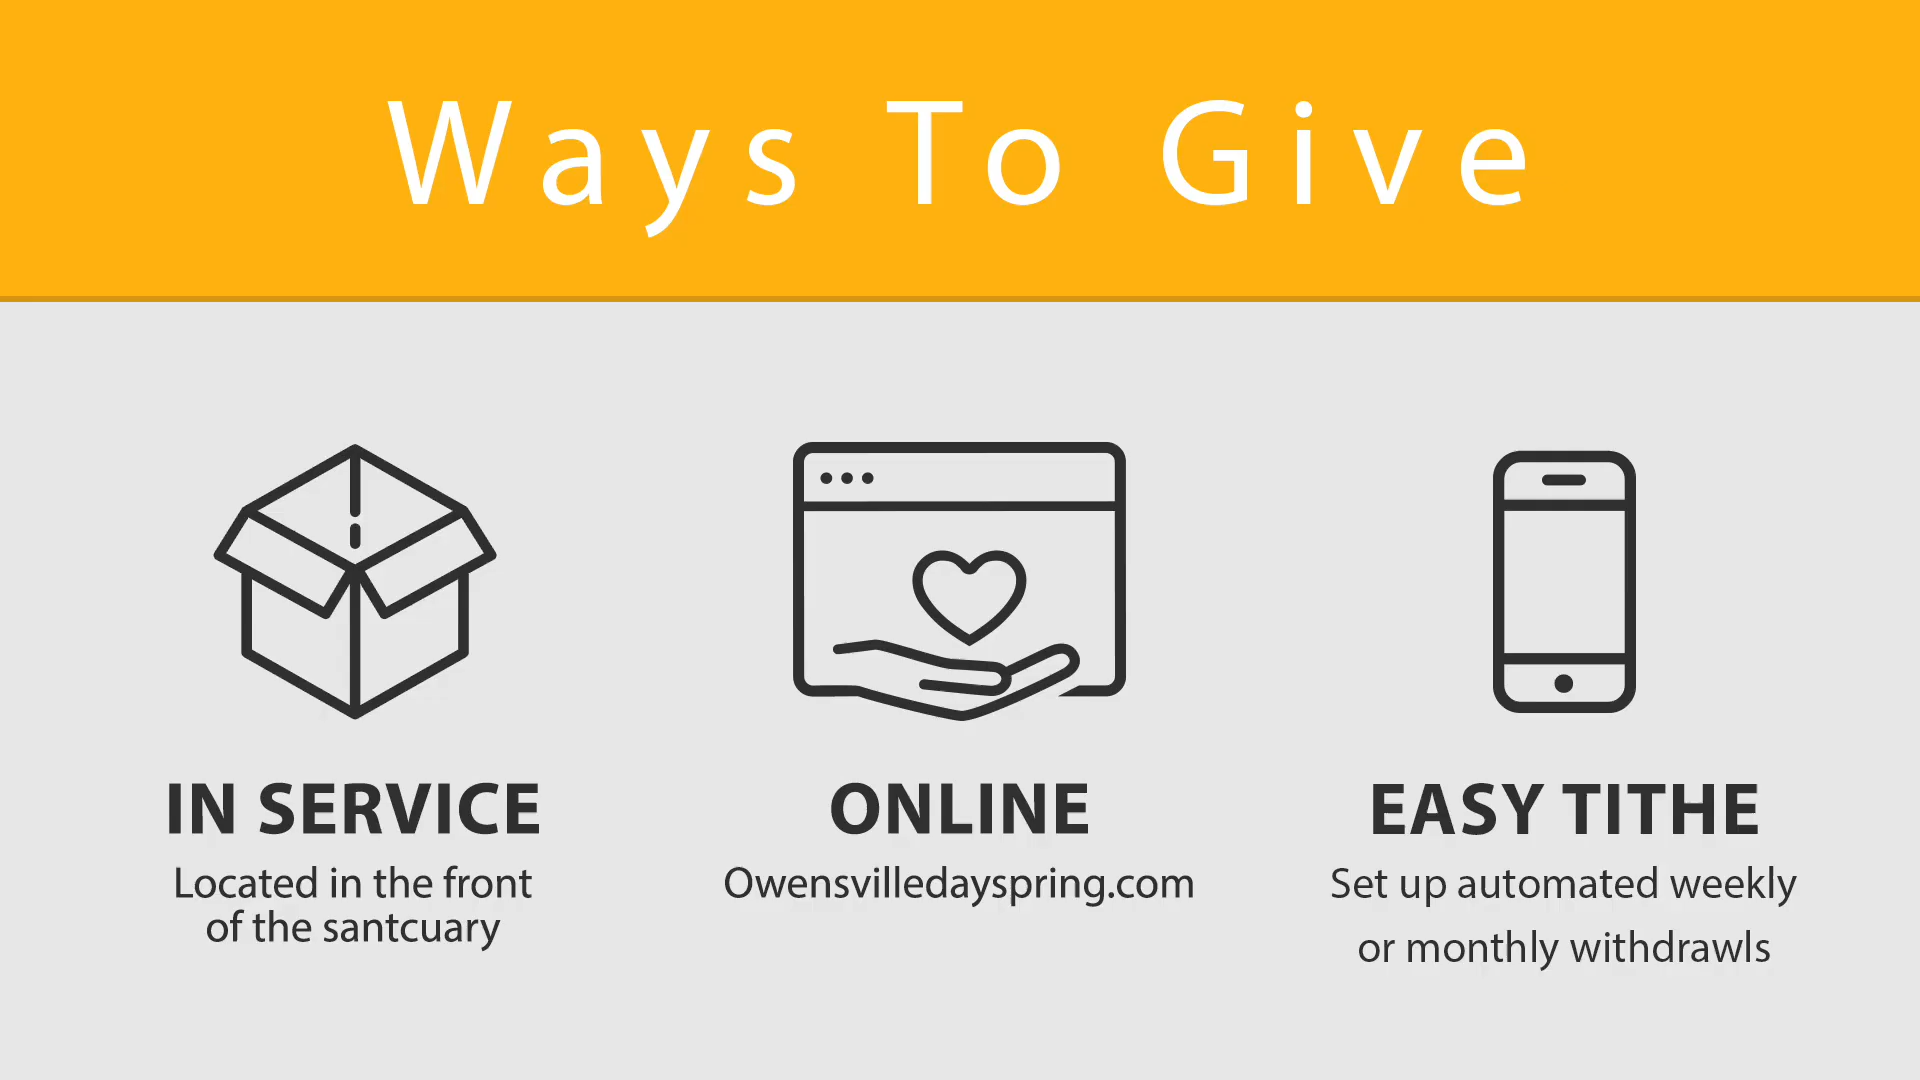 Ways To Give
IN SERVICE
Located in the front
of the santcuary
ONLINE
Owensvilledayspring.com
EASY TITHE
Set up automated weekly
or monthly withdrawls